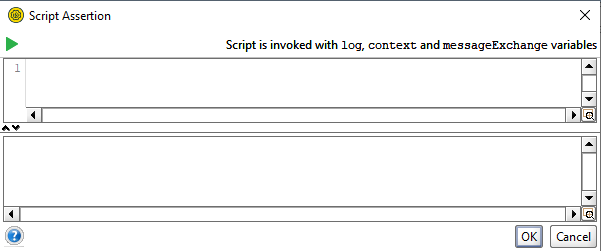 Script Assertion
Script is invoked with log, context and messageExchange variables
1
OK
Cancel